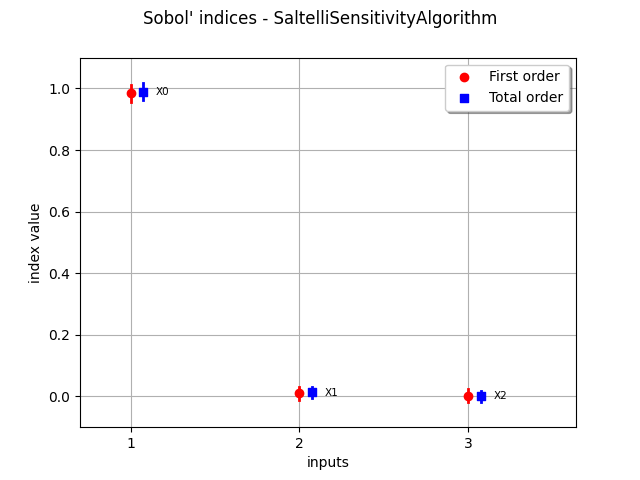 Sobol' indices - SaltelliSensitivityAlgorithm
First order
Total order
1.0
0.8
0.6
0.4
0.2
0.0
index value
X0
X1
X2
1
2
3
inputs